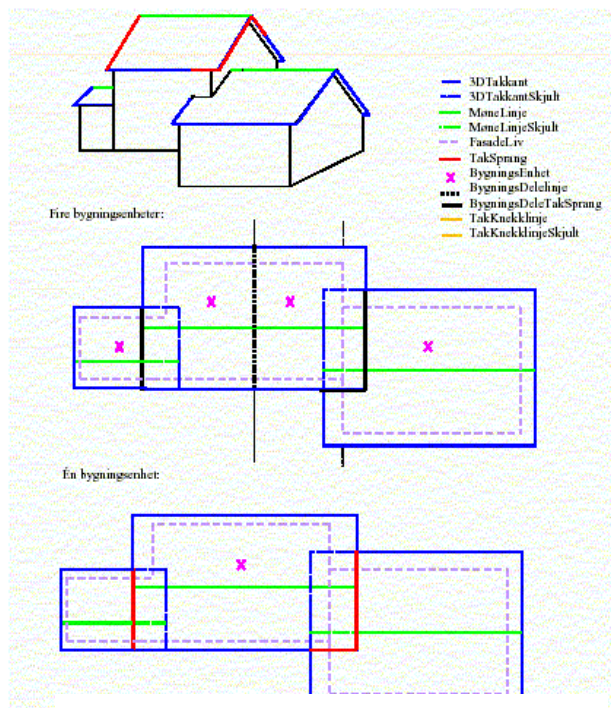 3DTakkant
3DTakkantSkjult
MøneLinje
MøneLinjeSkjult
FasadeLiv
TakSprang
BygningsEnhet
BygningsDelelinje
BygningsDeleTakSprang
TakKnekklinje
TakKnekklinjeSkjult
Fire bygningsenheter:
Én bygningsenhet: